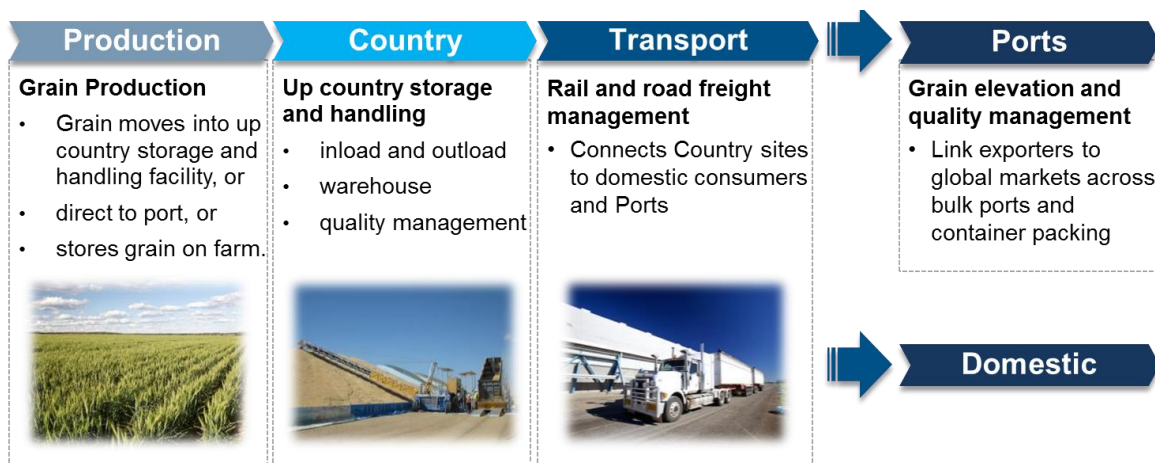 Production
Grain Production
• Grain moves into up
country storage and
handling facility, or
• direct to port, or
• stores grain on farm.
Country
Up country storage
and handling
• inload and outload
• warehouse
• quality management
Transport
Rail and road freight
management
• Connects Country sites
to domestic consumers
and Ports
Ports
Grain elevation and
quality management
• Link exporters to
global markets across
bulk ports and
container packing
Domestic